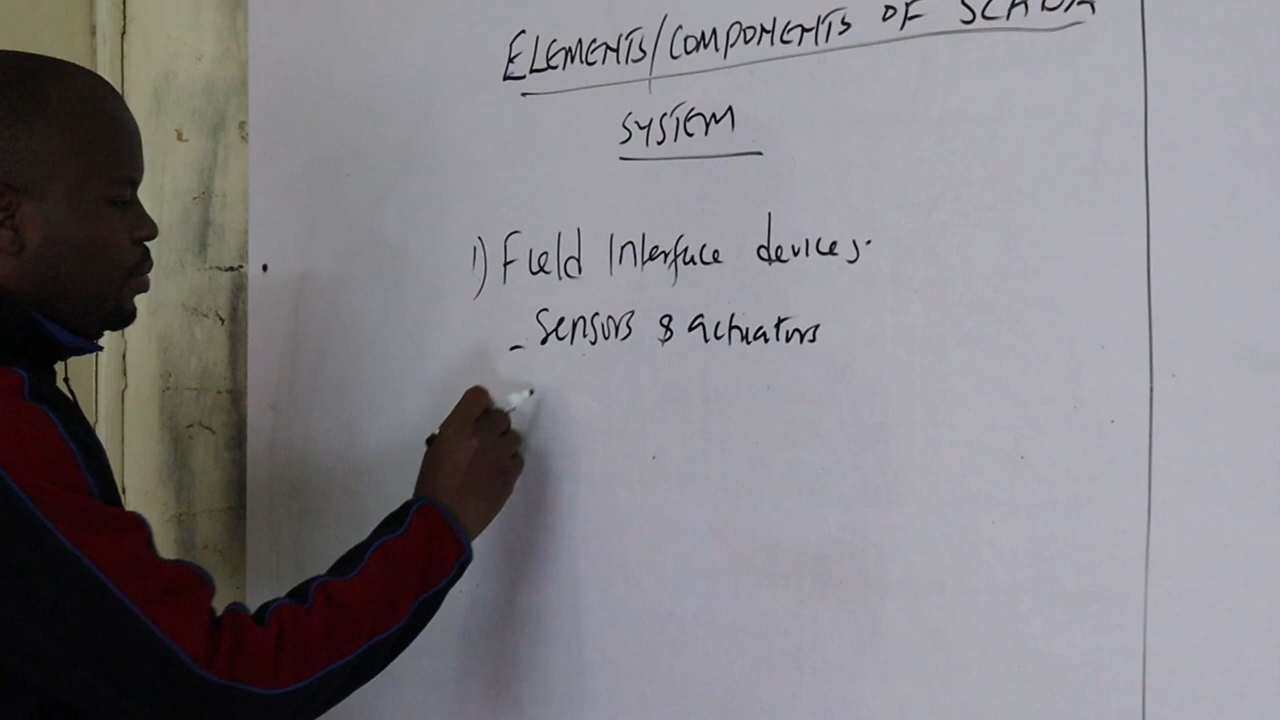 ELEMENTS/COMPONENTS OF SCADA
SYSTEM
1) Field Interface devices.
- Sensors & actuators